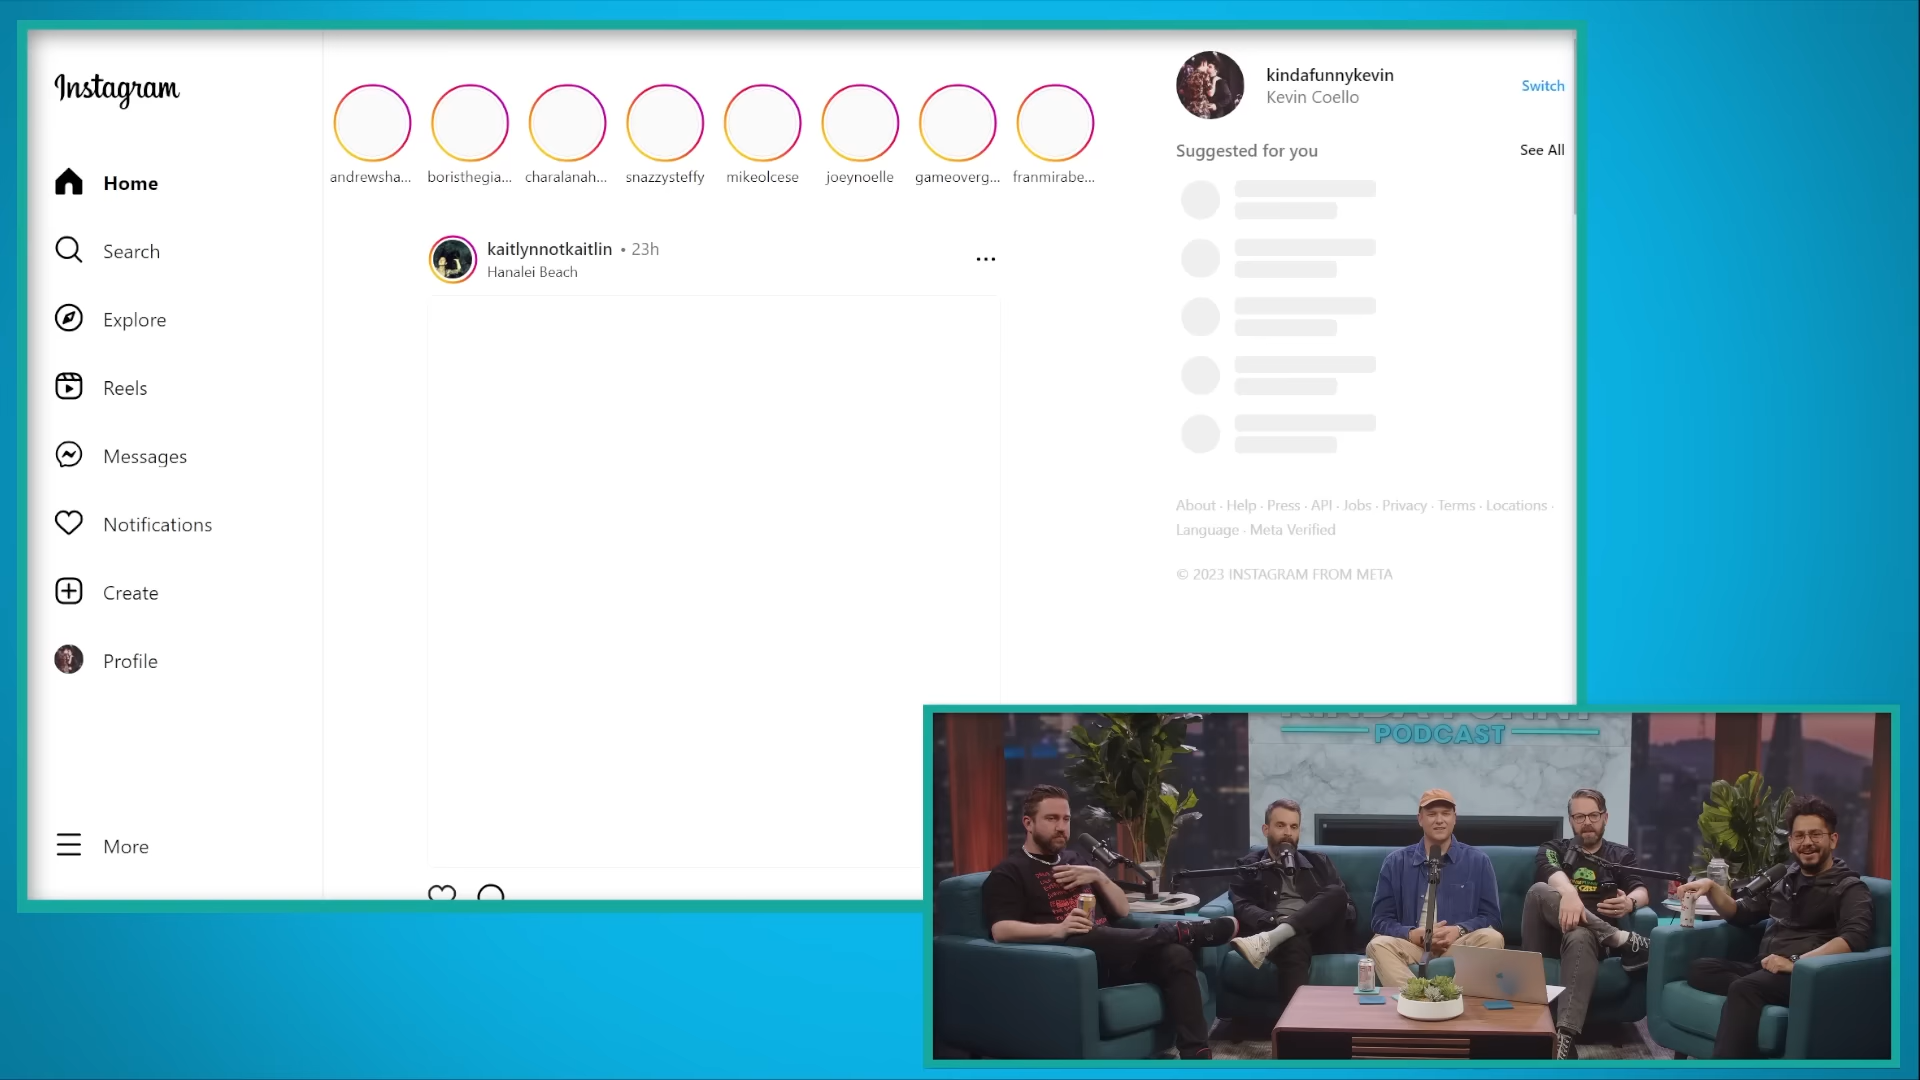 Instagram
Home
Search
Explore
Reels
Messages
Notifications
Create
Profile
More
andrewsha...
boristhegia...
charalanah...
snazzysteffy
mikeolcese
joeynoelle
gameoverg...
franmirabe...
kaitlynnotkaitlin • 23h
Hanalei Beach
kindafunnykevin
Kevin Coello
Switch
Suggested for you
See All
About · Help · Press · API · Jobs · Privacy · Terms · Locations ·
Language · Meta Verified
© 2023 INSTAGRAM FROM META
PODCAST